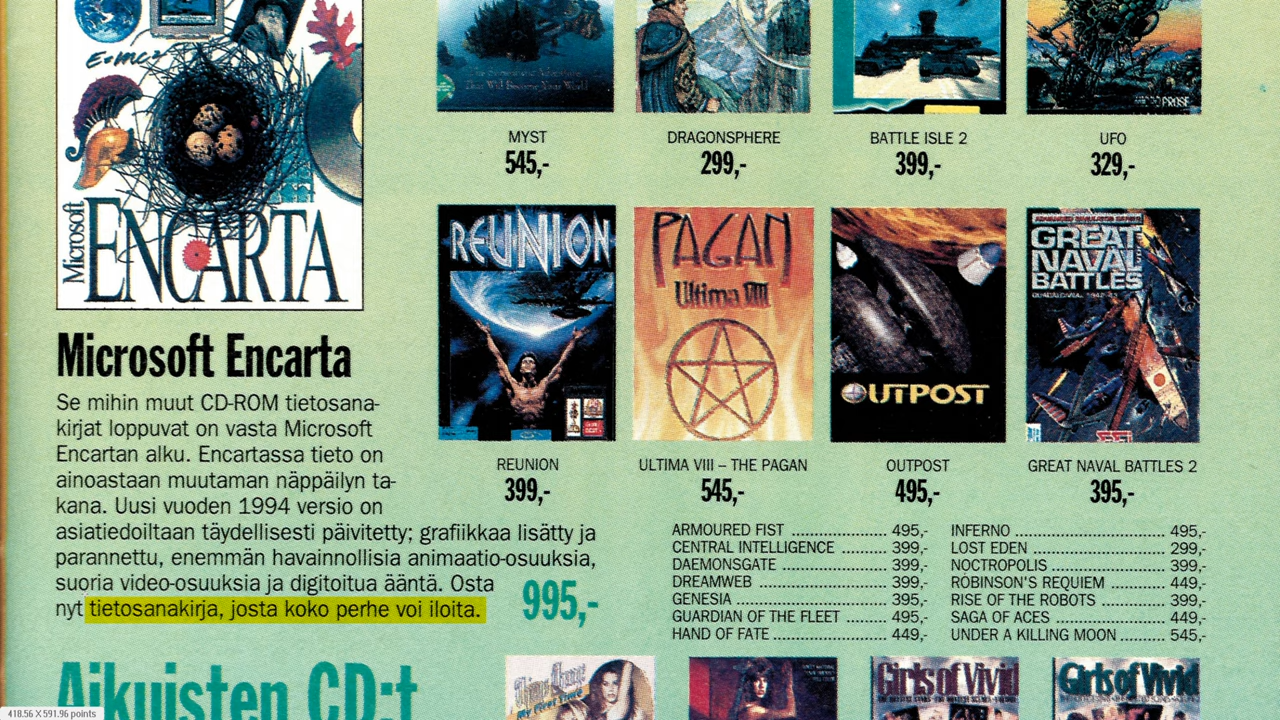 E=mc²
Microsoft
ENCARTA
Microsoft Encarta
Se mihin muut CD-ROM tietosana-
kirjat loppuvat on vasta Microsoft
Encartan alku. Encartassa tieto on
ainoastaan muutaman näppäilyn ta-
kana. Uusi vuoden 1994 versio on
asiatiedoiltaan täydellisesti päivitetty; grafiikkaa lisätty ja
parannettu, enemmän havainnollisia animaatio-osuuksia,
suoria video-osuuksia ja digitoitua ääntä. Osta
nyt tietosanakirja, josta koko perhe voi iloita.
995,-
That Will Become Your World
MYST
545,-
DRAGONSPHERE
299,-
BATTLE ISLE 2
399,-
PROSE
UFO
329,-
REUNION
REUNION
399,-
PAGAN
Ultima VIII
ULTIMA VIII – THE PAGAN
545,-
OUTPOST
OUTPOST
495,-
GREAT
NAVAL
BATTLES
SSI
GREAT NAVAL BATTLES 2
395,-
ARMOURED FIST ........................ 495,-
CENTRAL INTELLIGENCE .......... 399,-
DAEMONSGATE ........................ 399,-
DREAMWEB ............................... 399,-
GENESIA .................................... 395,-
GUARDIAN OF THE FLEET ......... 495,-
HAND OF FATE ........................... 449,-
INFERNO ...................................... 495,-
LOST EDEN ................................. 299,-
NOCTROPOLIS ............................. 399,-
ROBINSON'S REQUIEM ............... 449,-
RISE OF THE ROBOTS ................. 399,-
SAGA OF ACES ............................ 449,-
UNDER A KILLING MOON ........... 545,-
Aikuisten CD:t
Girls of Vivid
Girls of Vivid
418.56 X 591.96 points